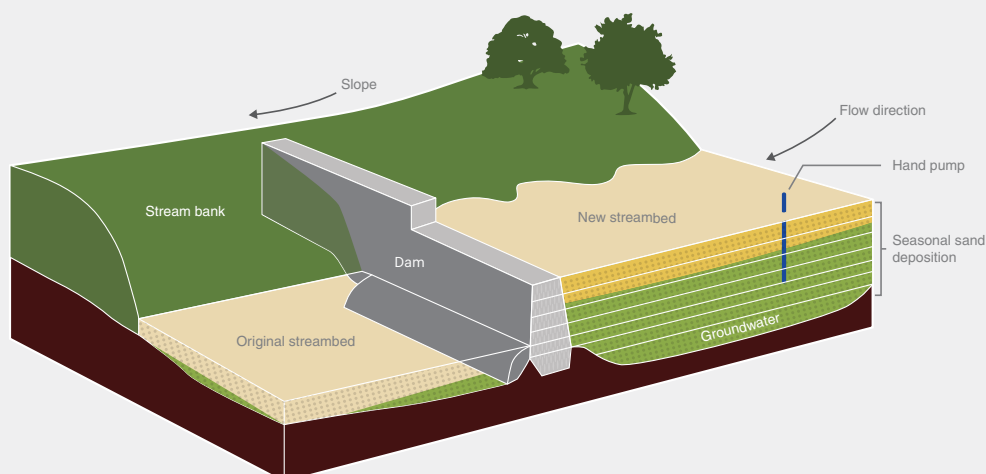 Slope
Flow direction
Hand pump
Stream bank
New streambed
Seasonal sand
deposition
Dam
Groundwater
Original streambed